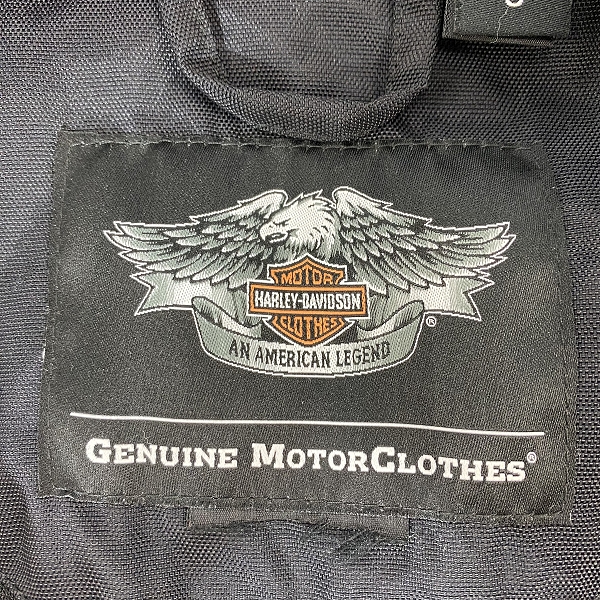 MOTOR
HARLEY-DAVIDSON
CLOTHES
®
AN AMERICAN LEGEND
GENUINE MOTORCLOTHES®